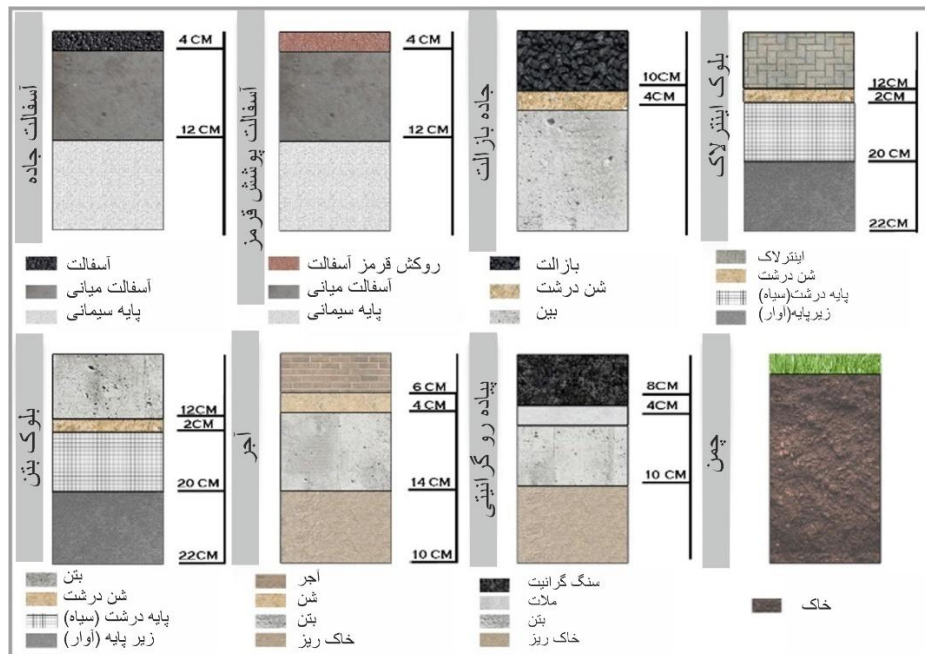 آسفالت جاده
4 CM
12 CM
آسفالت
آسفالت میانی
پایه سیمانی
آسفالت پوشش قرمز
4 CM
12 CM
روکش قرمز آسفالت
آسفالت میانی
پایه سیمانی
جاده بازالت
10CM
4CM
بازالت
شن درشت
بین
بلوک اینترلاک
12CM
2CM
20 CM
22CM
اینترلاک
شن درشت
پایه درشت(سیاه)
زیرپایه(آوار)
بلوک بتن
12CM
2CM
20 CM
22CM
بتن
شن درشت
پایه درشت (سیاه)
زیر پایه (آوار)
آجر
6 CM
4 CM
14 CM
10 CM
آجر
شن
بتن
خاک ریز
پیاده رو گرانیتی
8CM
4CM
10 CM
سنگ گرانیت
ملات
بتن
خاک ریز
چمن
خاک